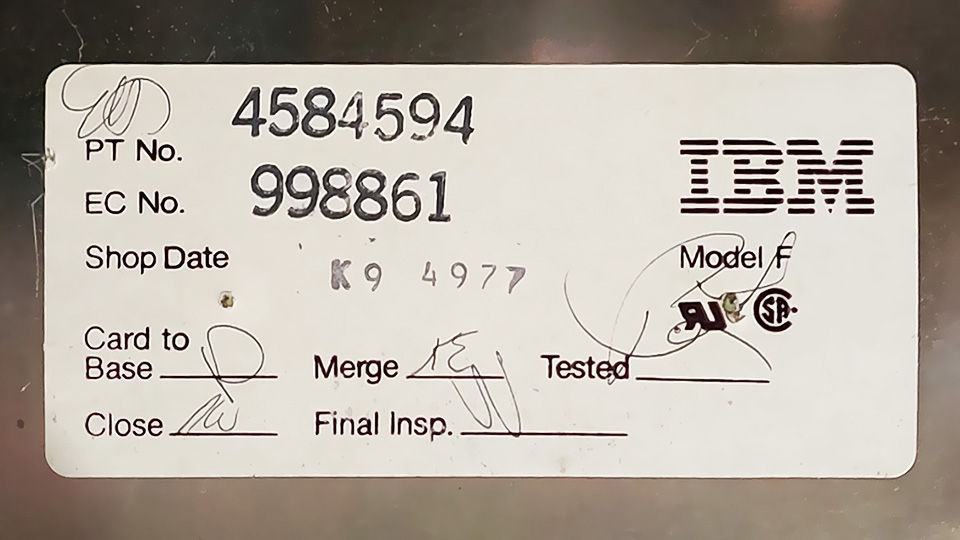 4584594
PT No.
998861
EC No.
IBM
Shop Date
K9 4977
Model F
Card to
Base
Merge
Tested
Close
Final Insp.